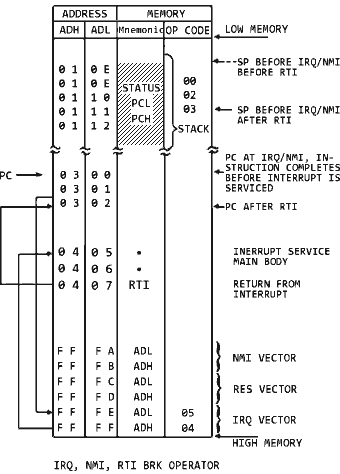 ADDRESS MEMORY
ADH ADL Mnemonic OP CODE
LOW MEMORY
SP BEFORE IRQ/NMI
BEFORE RTI
0 1 0 E
0 1 0 E STATUS 00
0 1 1 0 PCL 02
0 1 1 1 PCH 03
SP BEFORE IRQ/NMI
AFTER RTI
0 1 1 2 STACK
PC AT IRQ/NMI, IN-
STRUCTION COMPLETES
BEFORE INTERRUPT IS
SERVICED
PC 0 3 0 0
0 3 0 1
0 3 0 2 PC AFTER RTI
0 4 0 5 • INERRUPT SERVICE
0 4 0 6 • MAIN BODY
0 4 0 7 RTI RETURN FROM
INTERRUPT
F F F A ADL
F F F B ADH
NMI VECTOR
F F F C ADL
F F F D ADH
RES VECTOR
F F F E ADL 05
F F F F ADH 04
IRQ VECTOR
HIGH MEMORY
IRQ, NMI, RTI BRK OPERATOR